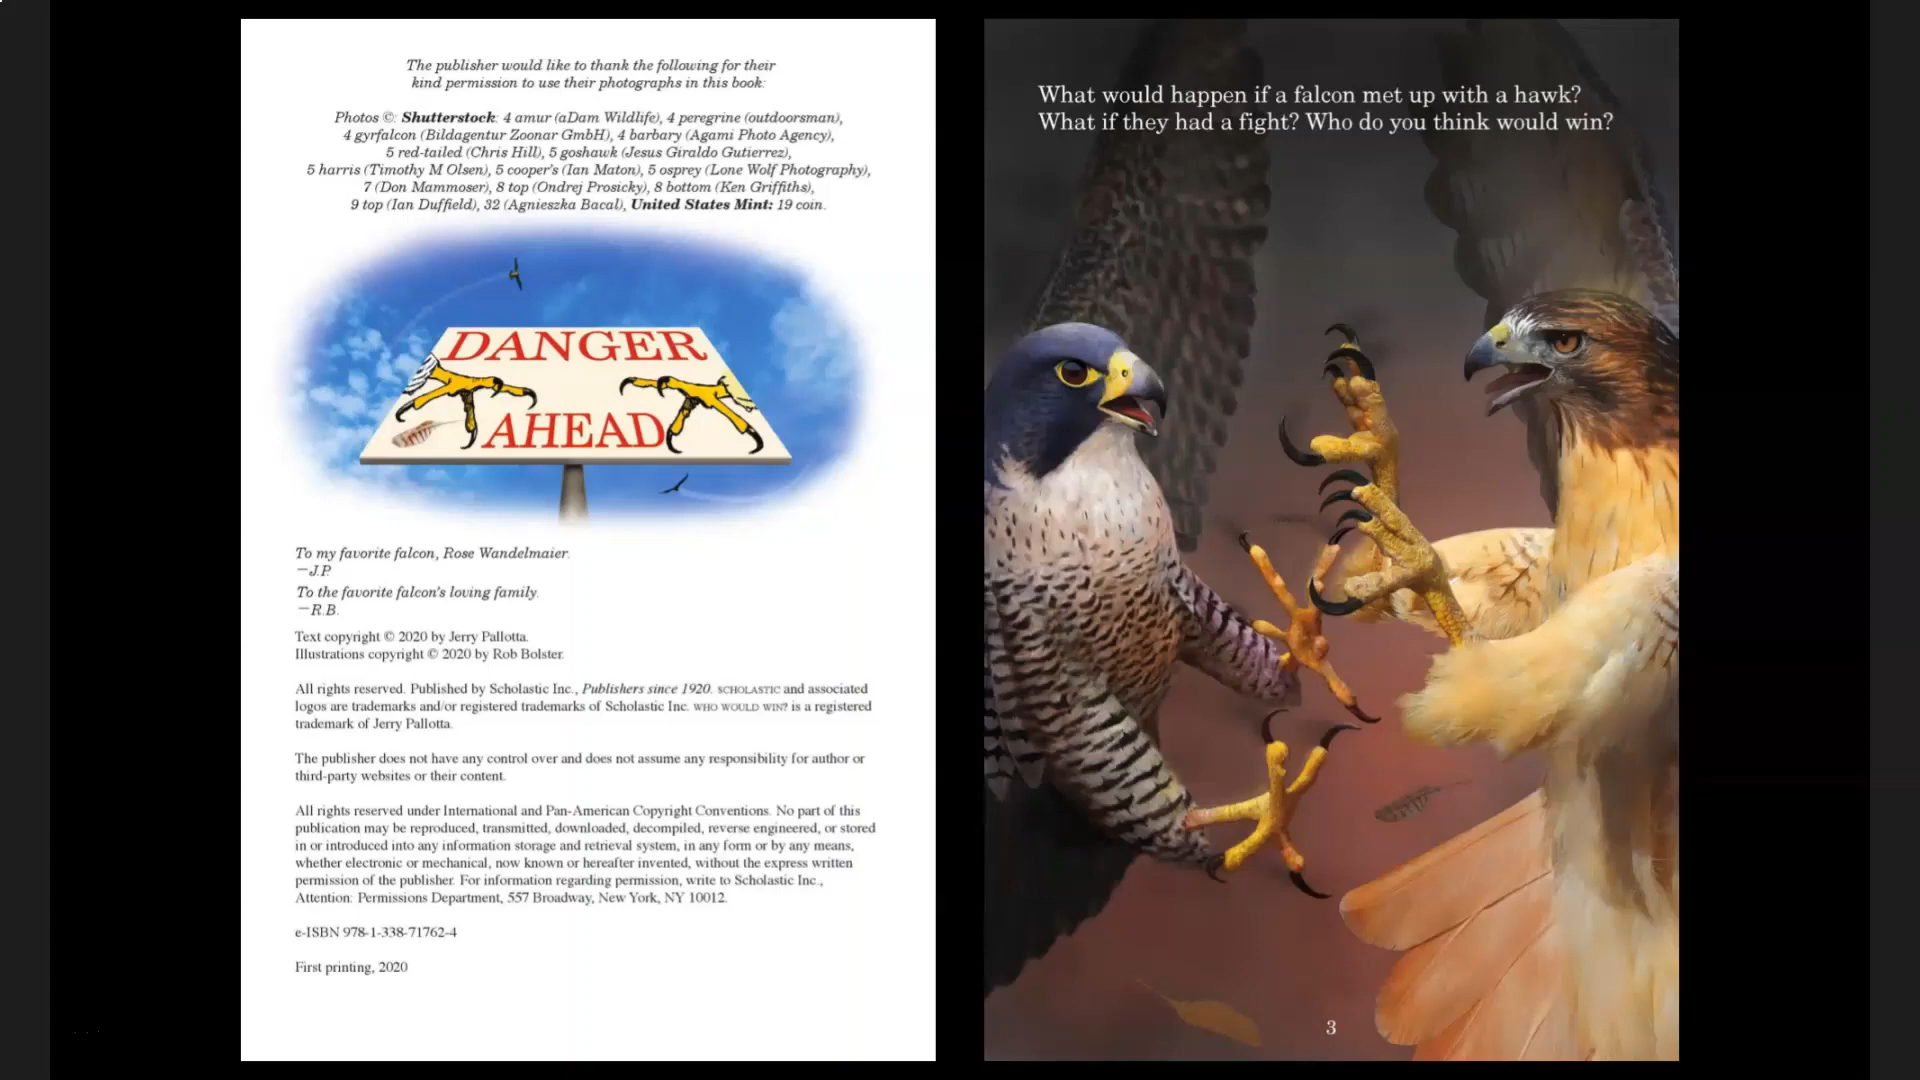 The publisher would like to thank the following for their
kind permission to use their photographs in this book:
Photos ©: Shutterstock: 4 amur (aDam Wildlife), 4 peregrine (outdoorsman),
4 gyrfalcon (Bildagentur Zoonar GmbH), 4 barbary (Agami Photo Agency),
5 red-tailed (Chris Hill), 5 goshawk (Jesus Giraldo Gutierrez),
5 harris (Timothy M Olsen), 5 cooper's (Ian Maton), 5 osprey (Lone Wolf Photography),
7 (Don Mammoser), 8 top (Ondrej Prosicky), 8 bottom (Ken Griffiths),
9 top (Ian Duffield), 32 (Agnieszka Bacal), United States Mint: 19 coin.
DANGER
AHEAD
To my favorite falcon, Rose Wandelmaier.
—J.P.
To the favorite falcon's loving family.
—R.B.
Text copyright © 2020 by Jerry Pallotta.
Illustrations copyright © 2020 by Rob Bolster.
All rights reserved. Published by Scholastic Inc., Publishers since 1920. SCHOLASTIC and associated
logos are trademarks and/or registered trademarks of Scholastic Inc. WHO WOULD WIN? is a registered
trademark of Jerry Pallotta.
The publisher does not have any control over and does not assume any responsibility for author or
third-party websites or their content.
All rights reserved under International and Pan-American Copyright Conventions. No part of this
publication may be reproduced, transmitted, downloaded, decompiled, reverse engineered, or stored
in or introduced into any information storage and retrieval system, in any form or by any means,
whether electronic or mechanical, now known or hereafter invented, without the express written
permission of the publisher. For information regarding permission, write to Scholastic Inc.,
Attention: Permissions Department, 557 Broadway, New York, NY 10012.
e-ISBN 978-1-338-71762-4
First printing, 2020
What would happen if a falcon met up with a hawk?
What if they had a fight? Who do you think would win?
3